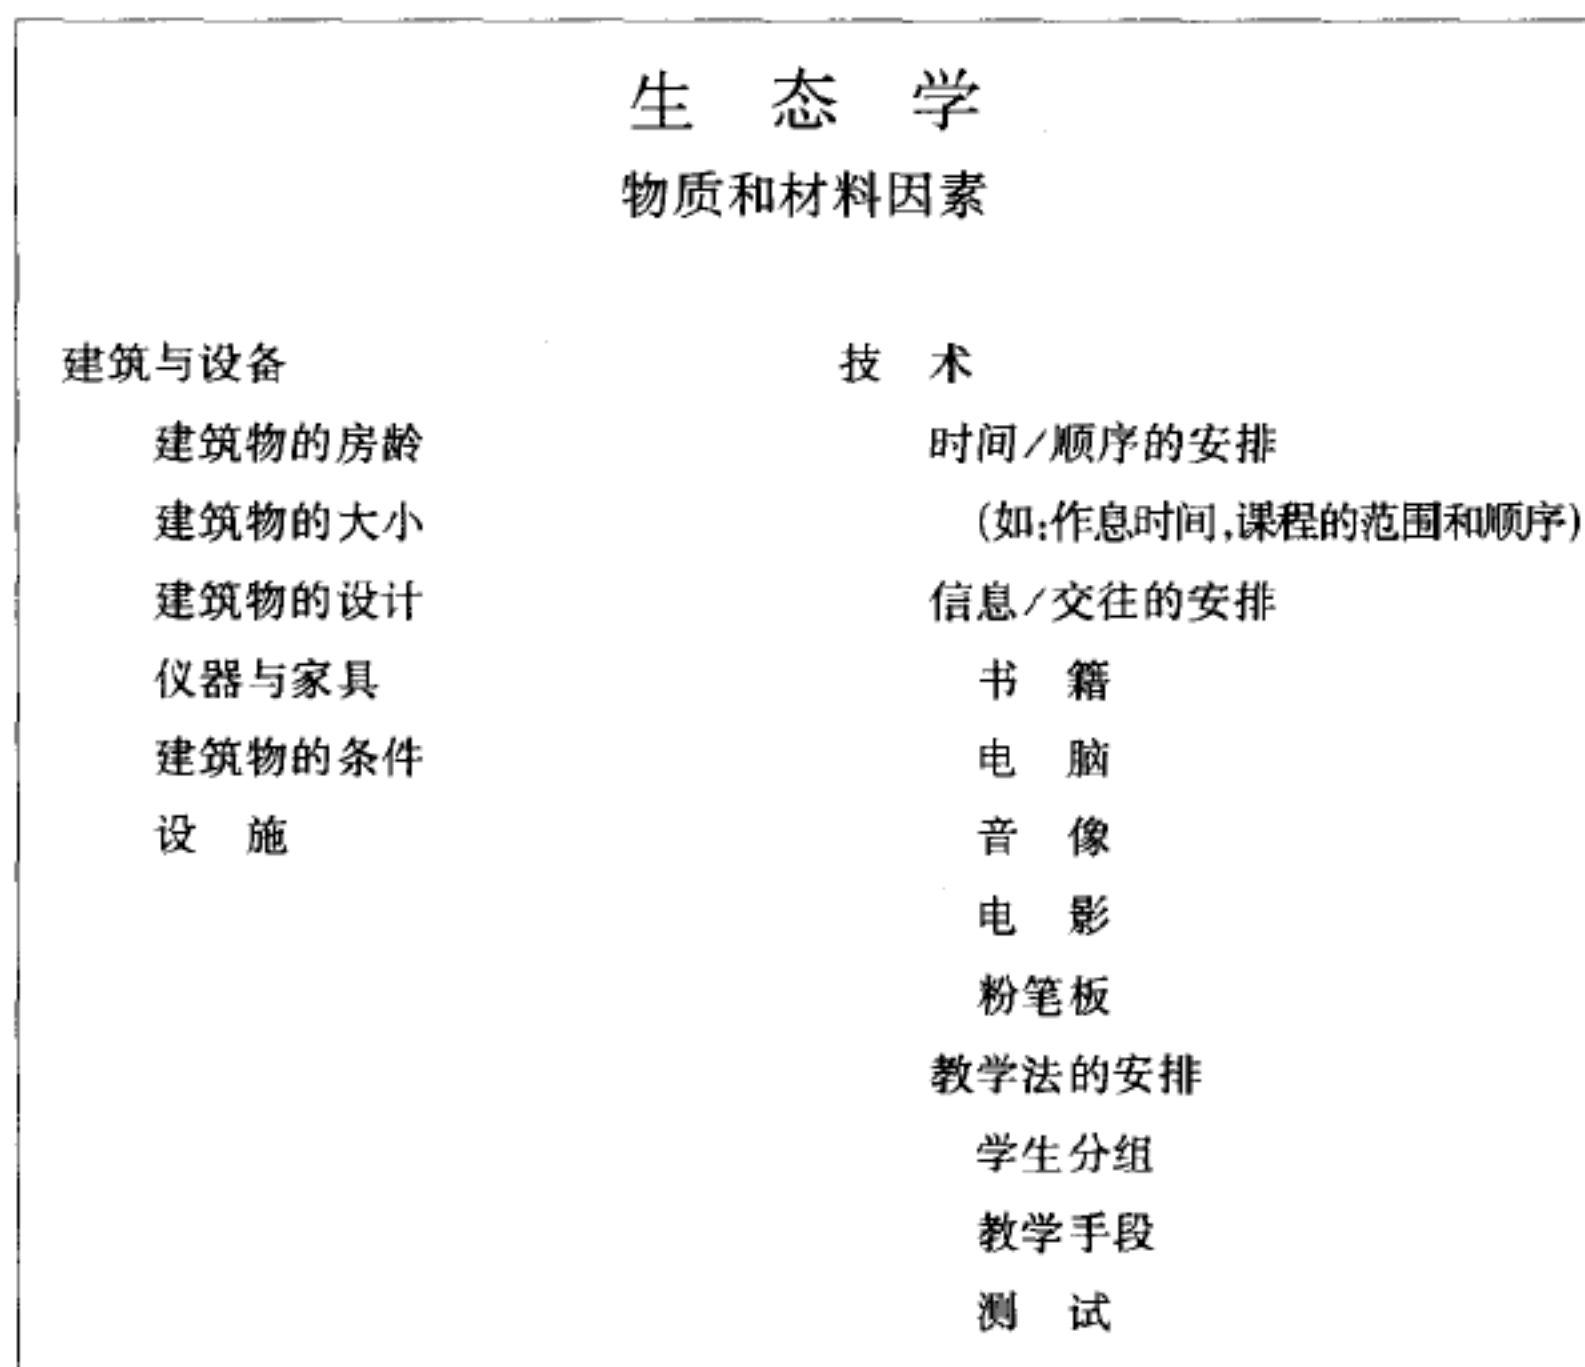 生 态 学
物质和材料因素
建筑与设备
建筑物的房龄
建筑物的大小
建筑物的设计
仪器与家具
建筑物的条件
设 施
技 术
时间/顺序的安排
(如:作息时间,课程的范围和顺序)
信息/交往的安排
书 籍
电 脑
音 像
电 影
粉笔板
教学法的安排
学生分组
教学手段
测 试